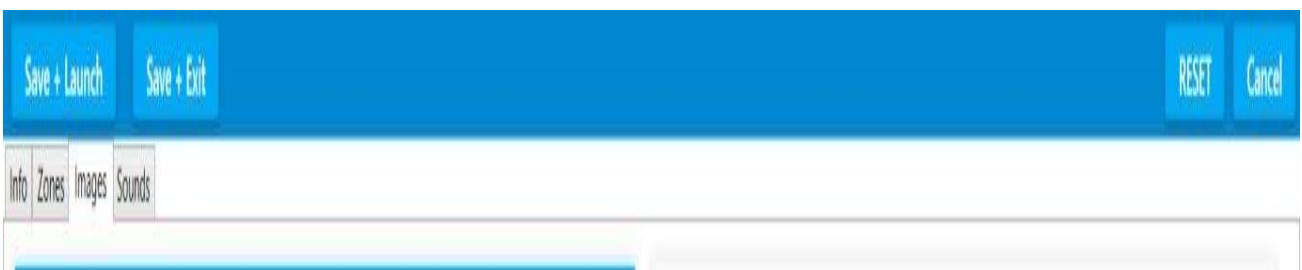 Save + Launch Save + Exit RESET Cancel
Info Zones Images Sounds